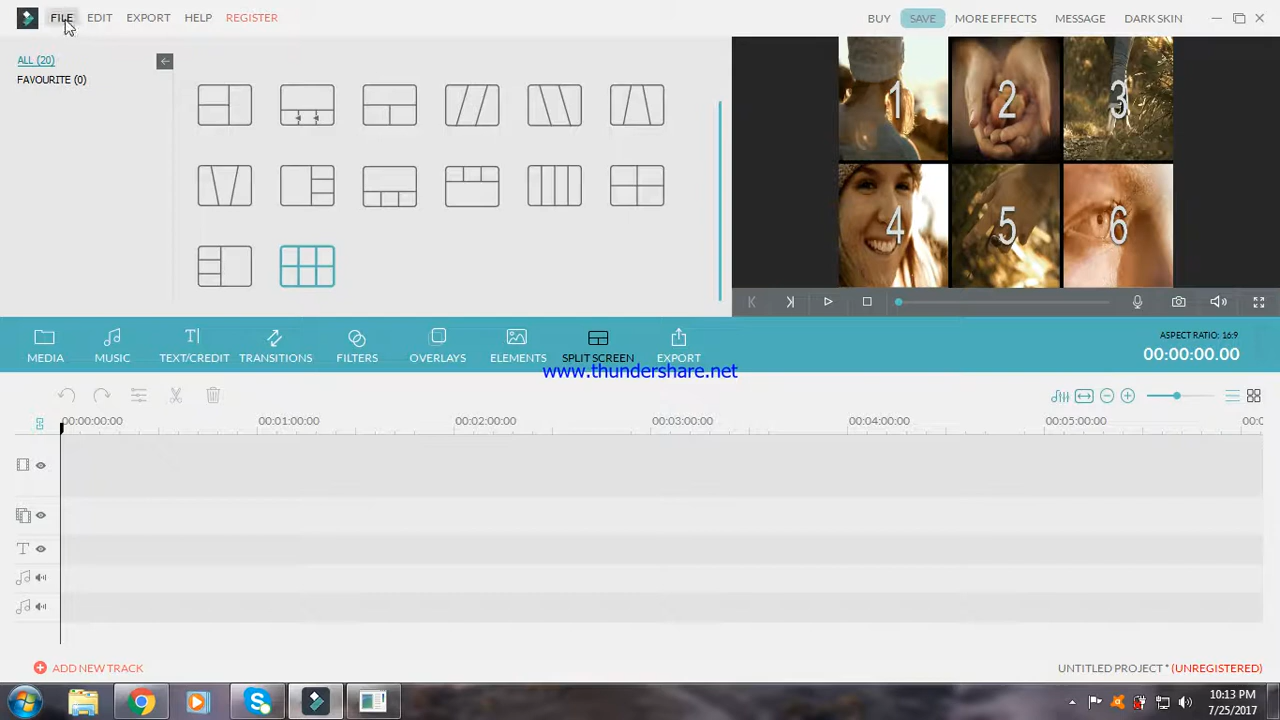 FILE EDIT EXPORT HELP REGISTER BUY SAVE MORE EFFECTS MESSAGE DARK SKIN
ALL (20)
FAVOURITE (0)
1 2 3
4 5 6
MEDIA MUSIC TEXT/CREDIT TRANSITIONS FILTERS OVERLAYS ELEMENTS SPLIT SCREEN EXPORT
ASPECT RATIO: 16:9
00:00:00.00
www.thundershare.net
00:00:00:00 00:01:00:00 00:02:00:00 00:03:00:00 00:04:00:00 00:05:00:00 00:0
T
ADD NEW TRACK
UNTITLED PROJECT * (UNREGISTERED)
10:13 PM
7/25/2017